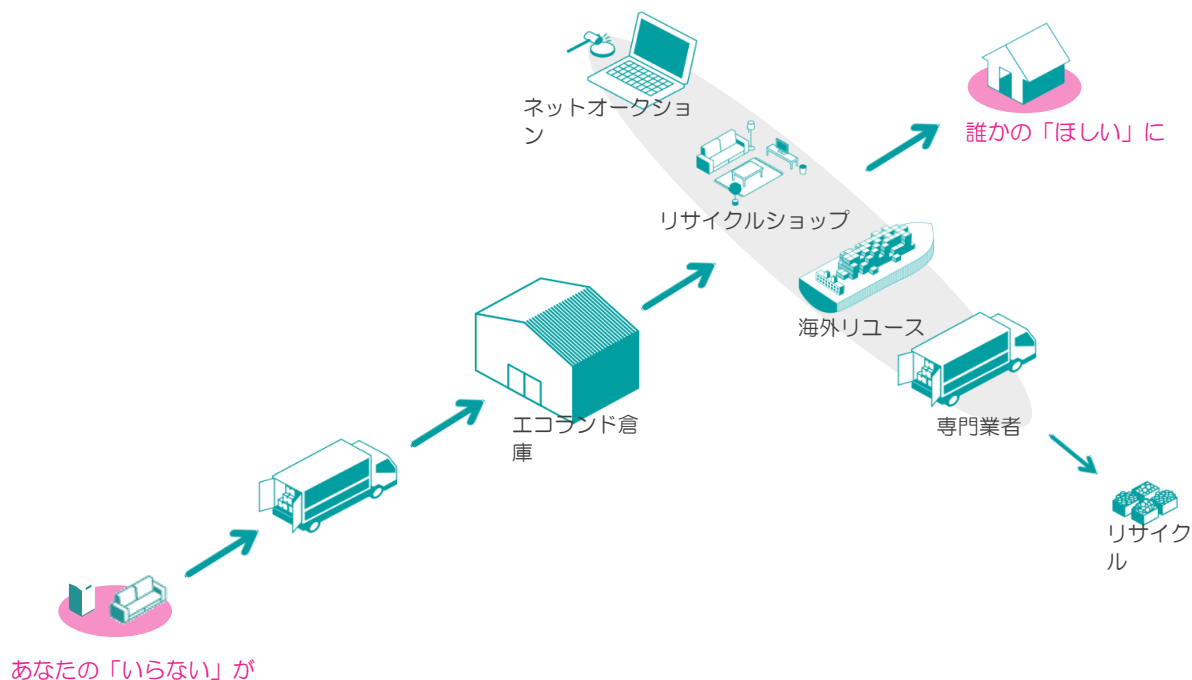 ネットオークショ
ン
誰かの「ほしい」に
リサイクルショップ
海外リユース
エコランド倉
庫
専門業者
リサイク
ル
あなたの「いらない」が